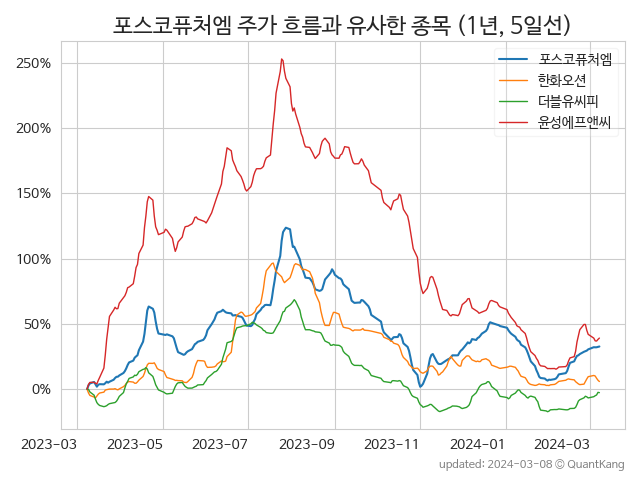 포스코퓨처엠 주가 흐름과 유사한 종목 (1년, 5일선)
포스코퓨처엠
한화오션
더블유씨피
윤성에프앤씨
250%
200%
150%
100%
50%
0%
2023-03 2023-05 2023-07 2023-09 2023-11 2024-01 2024-03
updated: 2024-03-08 © QuantKang